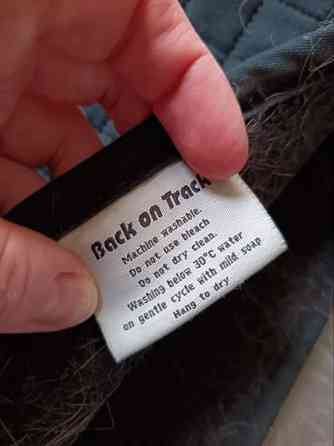 Back on Track
Machine washable.
Do not use bleach
Do not dry clean.
Washing below 30°C water
on gentle cycle with mild soap
Hang to dry